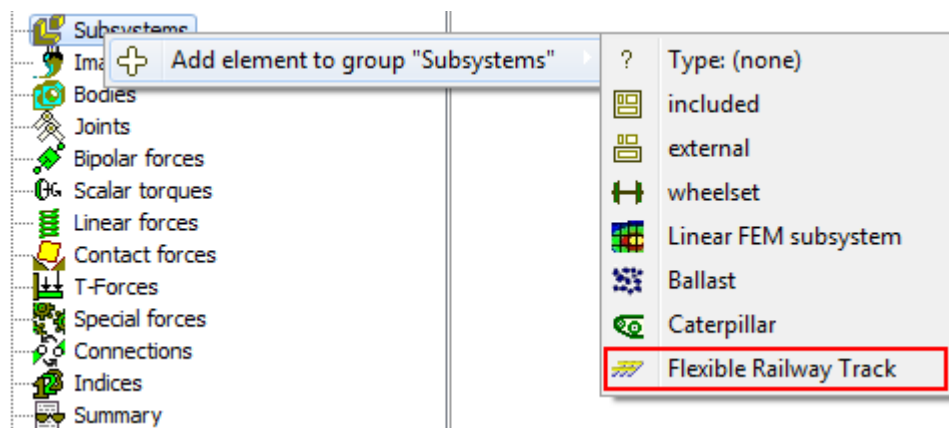 Subsystems
Ima
Bodies
Joints
Bipolar forces
Scalar torques
Linear forces
Contact forces
T-Forces
Special forces
Connections
Indices
Summary
Add element to group "Subsystems"
? Type: (none)
included
external
wheelset
Linear FEM subsystem
Ballast
Caterpillar
Flexible Railway Track